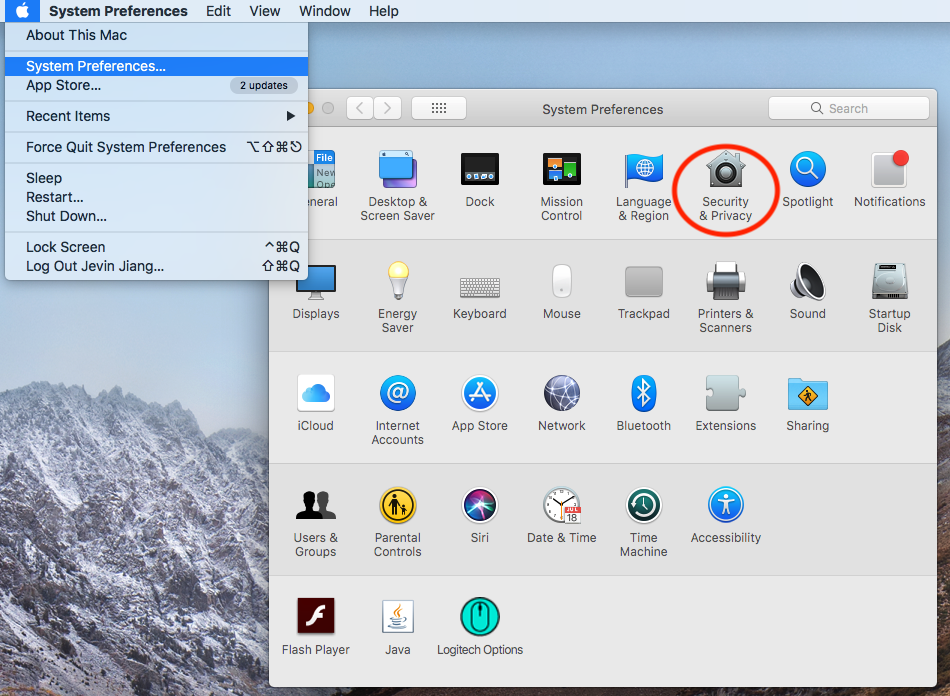 System Preferences Edit View Window Help
About This Mac
System Preferences...
App Store... 2 updates
Recent Items
Force Quit System Preferences ⌥⇧⌘⎋
Sleep
Restart...
Shut Down...
Lock Screen ^⌘Q
Log Out Jevin Jiang... ⇧⌘Q
System Preferences
Search
File
New
Ope
neral
Desktop &
Screen Saver
Dock
Mission
Control
Language
& Region
Security
& Privacy
Spotlight
Notifications
Displays
Energy
Saver
Keyboard
Mouse
Trackpad
Printers &
Scanners
Sound
Startup
Disk
iCloud
Internet
Accounts
App Store
Network
Bluetooth
Extensions
Sharing
Users &
Groups
Parental
Controls
Siri
JUL
18
Date & Time
Time
Machine
Accessibility
Flash Player
Java
Logitech Options